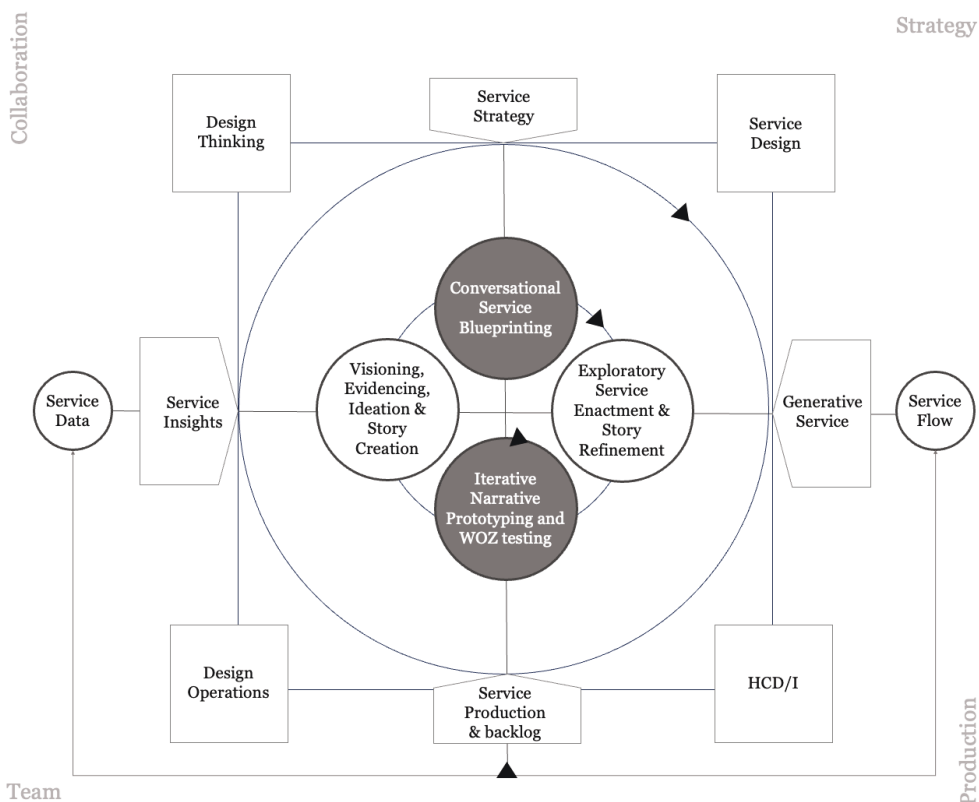 Collaboration
Strategy
Design
Thinking
Service
Strategy
Service
Design
Conversational
Service
Blueprinting
Service
Data
Service
Insights
Visioning,
Evidencing,
Ideation &
Story
Creation
Exploratory
Service
Enactment &
Story
Refinement
Generative
Service
Service
Flow
Iterative
Narrative
Prototyping and
WOZ testing
Design
Operations
Service
Production
& backlog
HCD/I
Team
Production